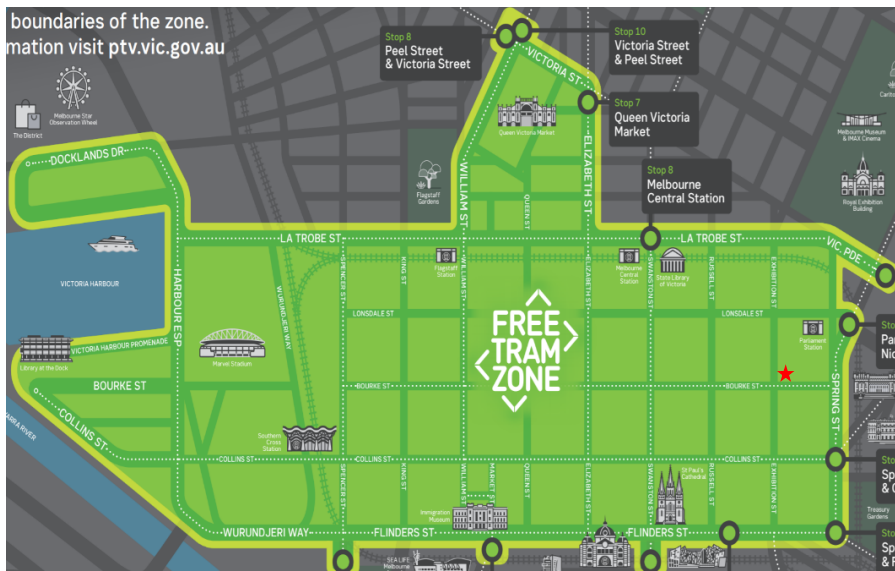 boundaries of the zone.
mation visit ptv.vic.gov.au
Stop 8
Peel Street
& Victoria Street
Stop 10
Victoria Street
& Peel Street
VICTORIA ST
Stop 7
Queen Victoria
Market
Queen Victoria Market
Melbourne Star
Observation Wheel
The District
Melbourne Museum
& IMAX Cinema
Royal Exhibition
Building
DOCKLANDS DR
Flagstaff
Gardens
WILLIAM ST
QUEEN ST
ELIZABETH ST
Stop 8
Melbourne
Central Station
LA TROBE ST
LA TROBE ST
VIC. PDE
VICTORIA HARBOUR
HARBOUR ESP
WURUNDJERI WAY
SPENCER ST
KING ST
Flagstaff
Station
WILLIAM ST
ELIZABETH ST
Melbourne
Central
Station
SWANSTON ST
State Library
of Victoria
RUSSELL ST
EXHIBITION ST
LONSDALE ST
LONSDALE ST
FREE
TRAM
ZONE
Parliament
Station
VICTORIA HARBOUR PROMENADE
Library at the Dock
Marvel Stadium
BOURKE ST
BOURKE ST
BOURKE ST
SPRING ST
COLLINS ST
Southern
Cross
Station
COLLINS ST
COLLINS ST
St Paul's
Cathedral
SPENCER ST
KING ST
WILLIAM ST
MARKET ST
QUEEN ST
ELIZABETH ST
SWANSTON ST
RUSSELL ST
EXHIBITION ST
Immigration
Museum
Treasury
Gardens
WURUNDJERI WAY
FLINDERS ST
FLINDERS ST
SEA LIFE
Melbourne